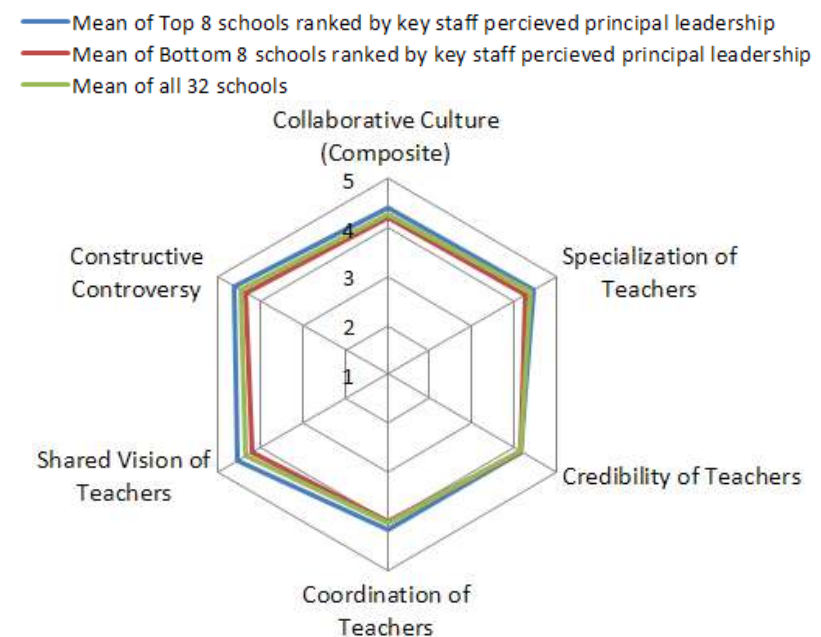 Mean of Top 8 schools ranked by key staff percieved principal leadership
Mean of Bottom 8 schools ranked by key staff percieved principal leadership
Mean of all 32 schools
Collaborative Culture
(Composite)
5
4
3
2
1
Constructive
Controversy
Specialization of
Teachers
Shared Vision of
Teachers
Credibility of Teachers
Coordination of
Teachers